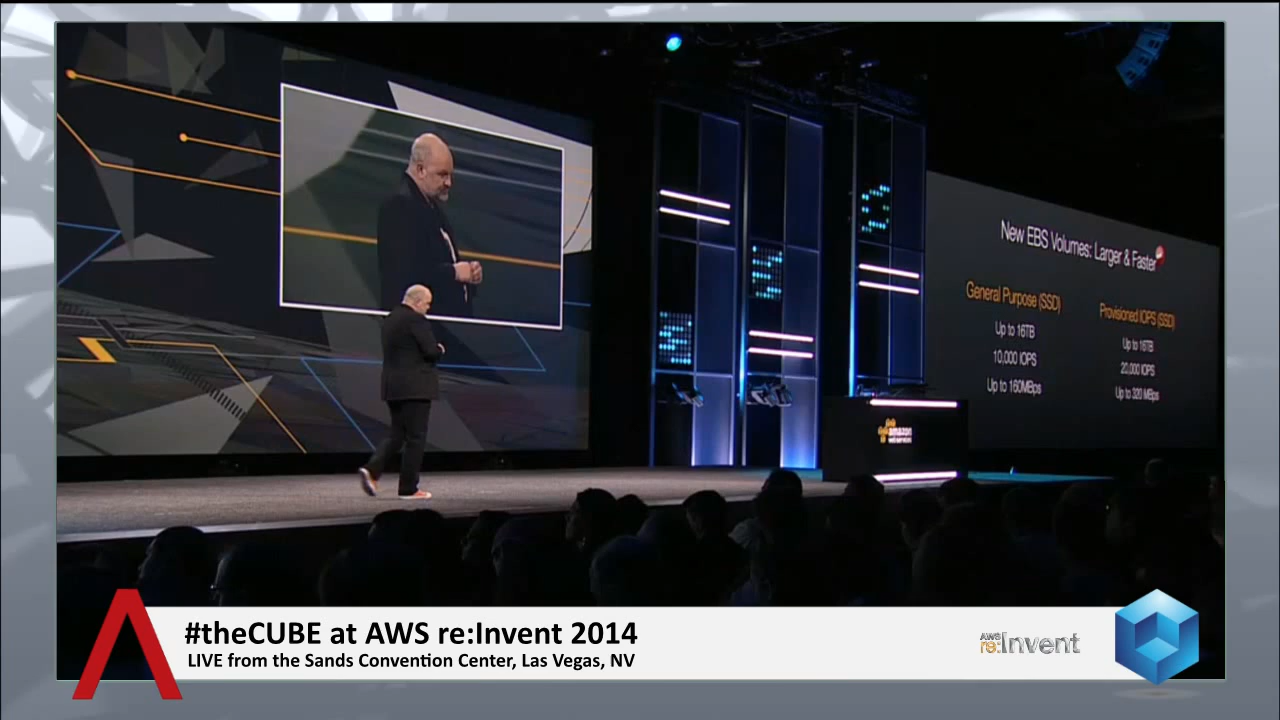 New EBS Volumes: Larger & Faster
General Purpose (SSD)
Up to 16TB
10,000 IOPS
Up to 160MBps
Provisioned IOPS (SSD)
Up to 16TB
20,000 IOPS
Up to 320 MBps
amazon
web services
#theCUBE at AWS re:Invent 2014
LIVE from the Sands Convention Center, Las Vegas, NV
AWS
re:Invent